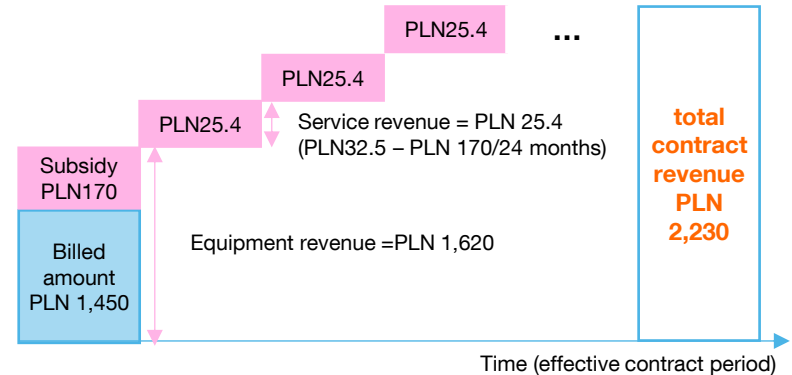 PLN25.4
...
PLN25.4
PLN25.4
Service revenue = PLN 25.4
(PLN32.5 – PLN 170/24 months)
Subsidy
PLN170
Billed
amount
PLN 1,450
Equipment revenue =PLN 1,620
total
contract
revenue
PLN
2,230
Time (effective contract period)